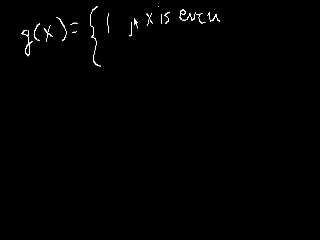 g(x) = { 1 , x is even